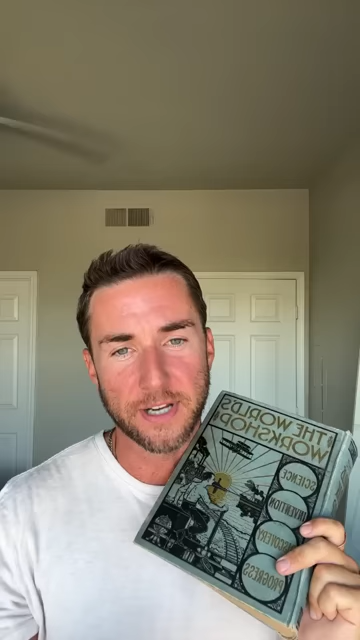 THE WORLD'S
WORKSHOP
SCIENCE
INVENTION
DISCOVERY
PROGRESS